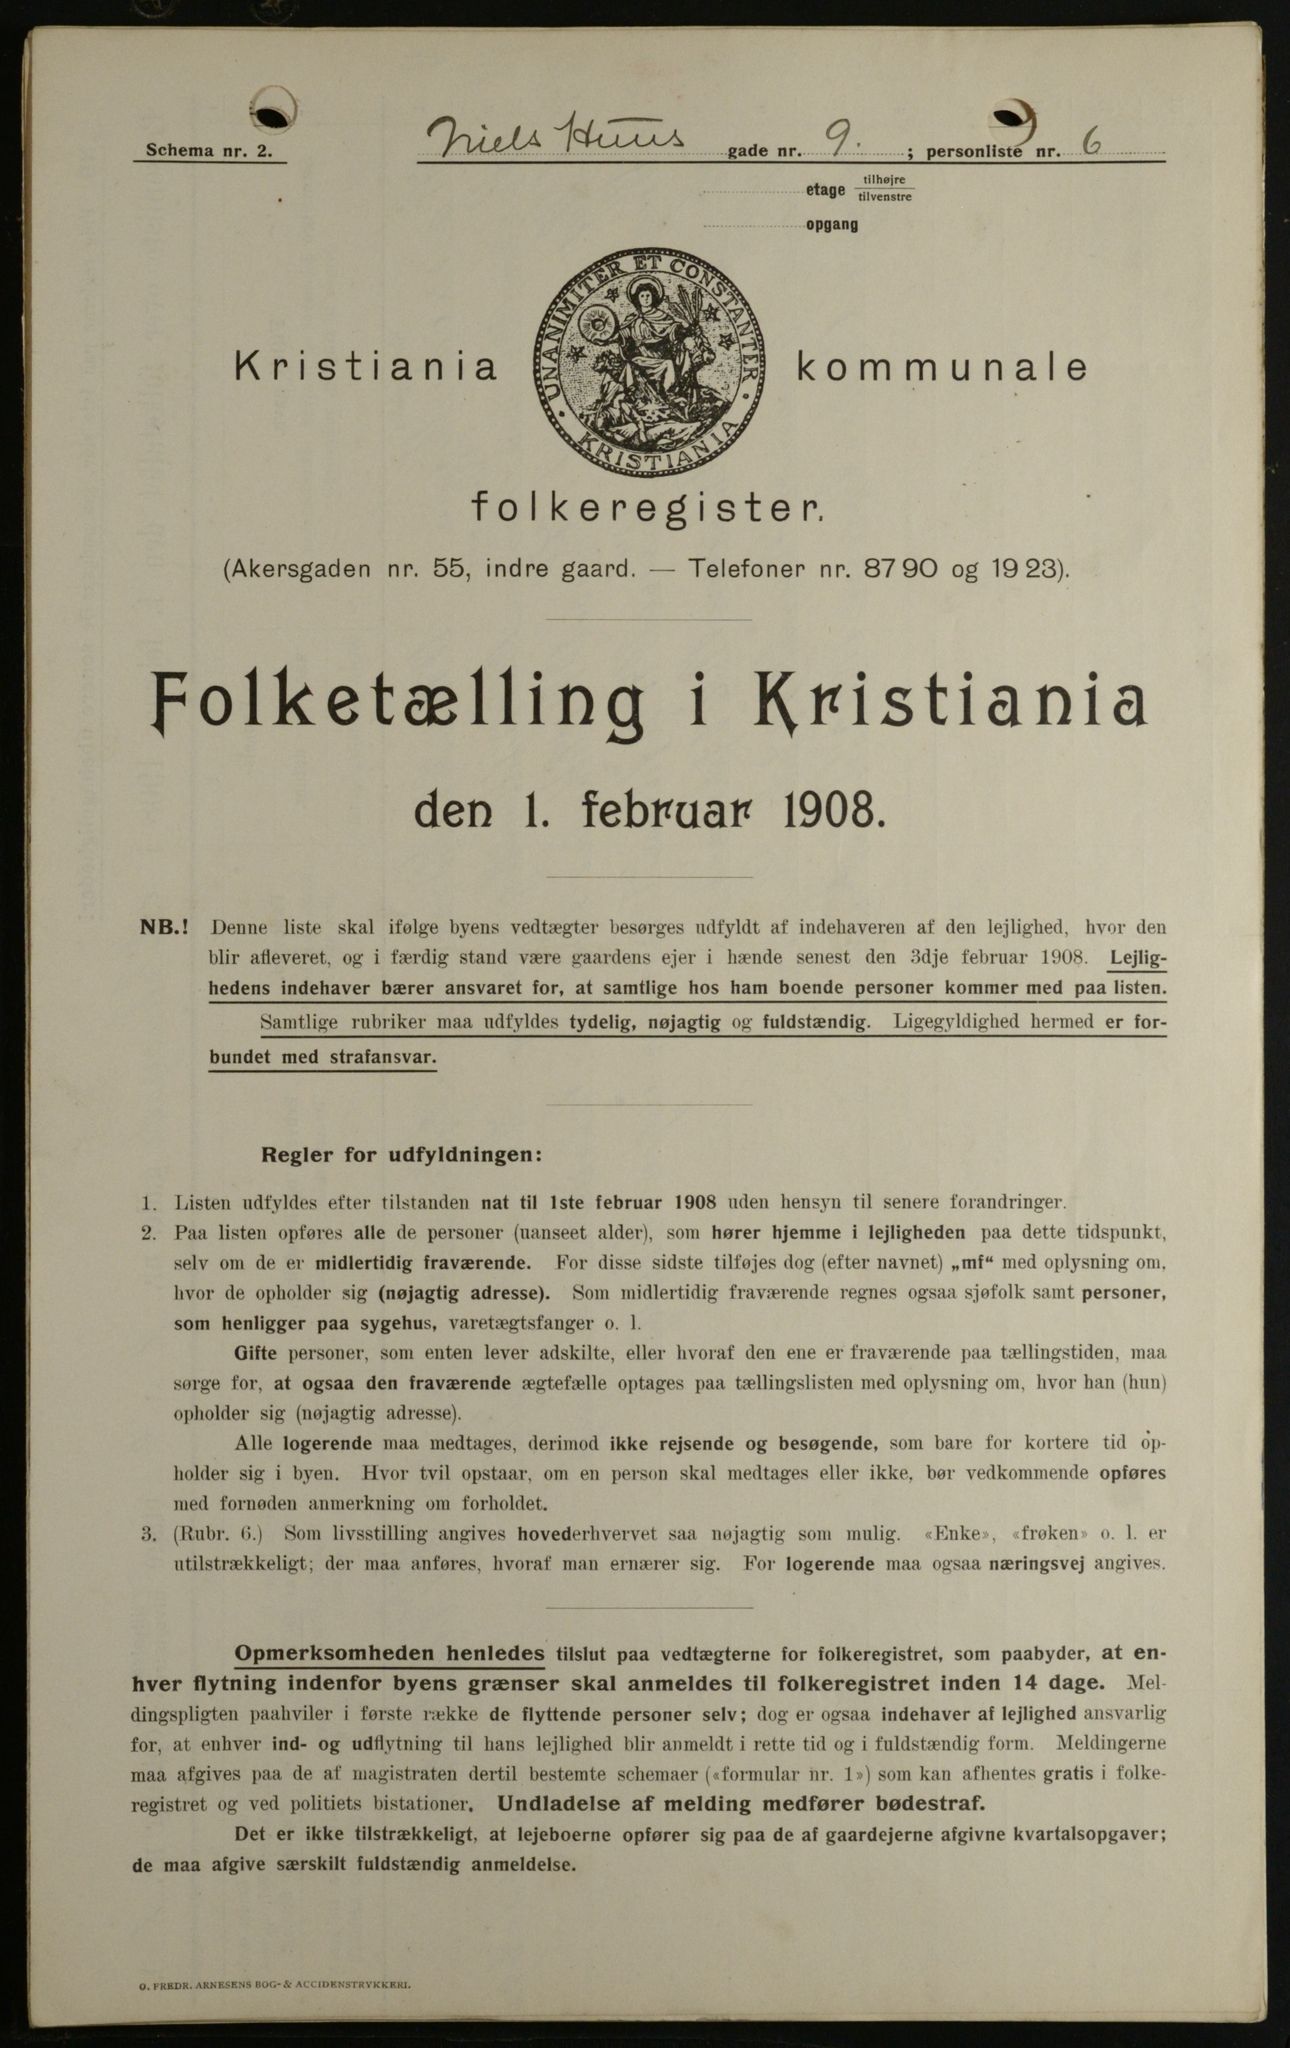 Schema nr. 2.
Niels Huus gade nr. 9. ; personliste nr. 6
etage tilhøjre
tilvenstre
opgang
UNANIMITER ET CONSTANTER
KRISTIANIA
Kristiania kommunale
folkeregister.
(Akersgaden nr. 55, indre gaard. — Telefoner nr. 87 90 og 19 23).
Folketælling i Kristiania
den 1. februar 1908.
NB.! Denne liste skal ifølge byens vedtægter besørges udfyldt af indehaveren af den lejlighed, hvor den
blir afleveret, og i færdig stand være gaardens ejer i hænde senest den 3dje februar 1908. Lejlig-
hedens indehaver bærer ansvaret for, at samtlige hos ham boende personer kommer med paa listen.
Samtlige rubriker maa udfyldes tydelig, nøjagtig og fuldstændig. Ligegyldighed hermed er for-
bundet med strafansvar.
Regler for udfyldningen:
1. Listen udfyldes efter tilstanden nat til 1ste februar 1908 uden hensyn til senere forandringer.
2. Paa listen opføres alle de personer (uanseet alder), som hører hjemme i lejligheden paa dette tidspunkt,
selv om de er midlertidig fraværende. For disse sidste tilføjes dog (efter navnet) „mf“ med oplysning om,
hvor de opholder sig (nøjagtig adresse). Som midlertidig fraværende regnes ogsaa sjøfolk samt personer,
som henligger paa sygehus, varetægtsfanger o. l.
Gifte personer, som enten lever adskilte, eller hvoraf den ene er fraværende paa tællingstiden, maa
sørge for, at ogsaa den fraværende ægtefælle optages paa tællingslisten med oplysning om, hvor han (hun)
opholder sig (nøjagtig adresse).
Alle logerende maa medtages, derimod ikke rejsende og besøgende, som bare for kortere tid op-
holder sig i byen. Hvor tvil opstaar, om en person skal medtages eller ikke, bør vedkommende opføres
med fornøden anmerkning om forholdet.
3. (Rubr. 6.) Som livsstilling angives hovederhvervet saa nøjagtig som mulig. «Enke», «frøken» o. l. er
utilstrækkeligt; der maa anføres, hvoraf man ernærer sig. For logerende maa ogsaa næringsvej angives.
Opmerksomheden henledes tilslut paa vedtægterne for folkeregistret, som paabyder, at en-
hver flytning indenfor byens grænser skal anmeldes til folkeregistret inden 14 dage. Mel-
dingspligten paahviler i første række de flyttende personer selv; dog er ogsaa indehaver af lejlighed ansvarlig
for, at enhver ind- og udflytning til hans lejlighed blir anmeldt i rette tid og i fuldstændig form. Meldingerne
maa afgives paa de af magistraten dertil bestemte schemaer («formular nr. 1») som kan afhentes gratis i folke-
registret og ved politiets bistationer. Undladelse af melding medfører bødestraf.
Det er ikke tilstrækkeligt, at lejeboerne opfører sig paa de af gaardejerne afgivne kvartalsopgaver;
de maa afgive særskilt fuldstændig anmeldelse.
O. FREDR. ARNESENS BOG- & ACCIDENSTRYKKERI.